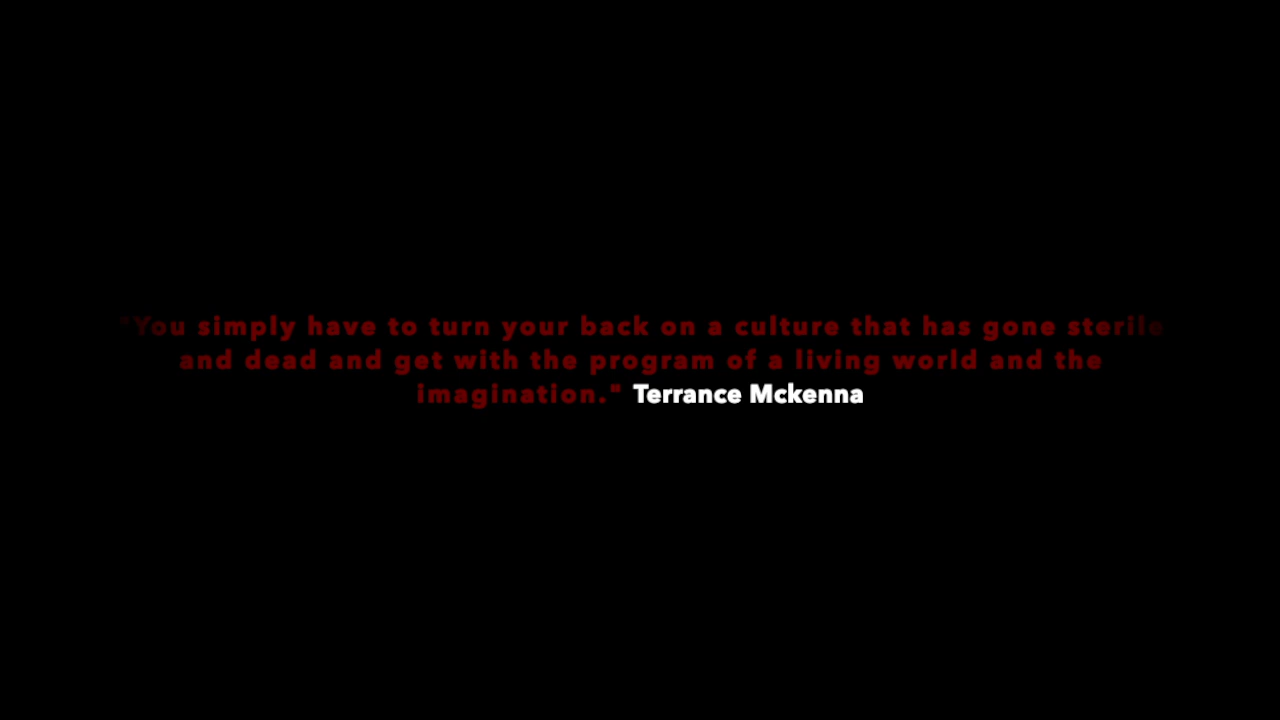 "You simply have to turn your back on a culture that has gone sterile
and dead and get with the program of a living world and the
imagination." Terrance Mckenna